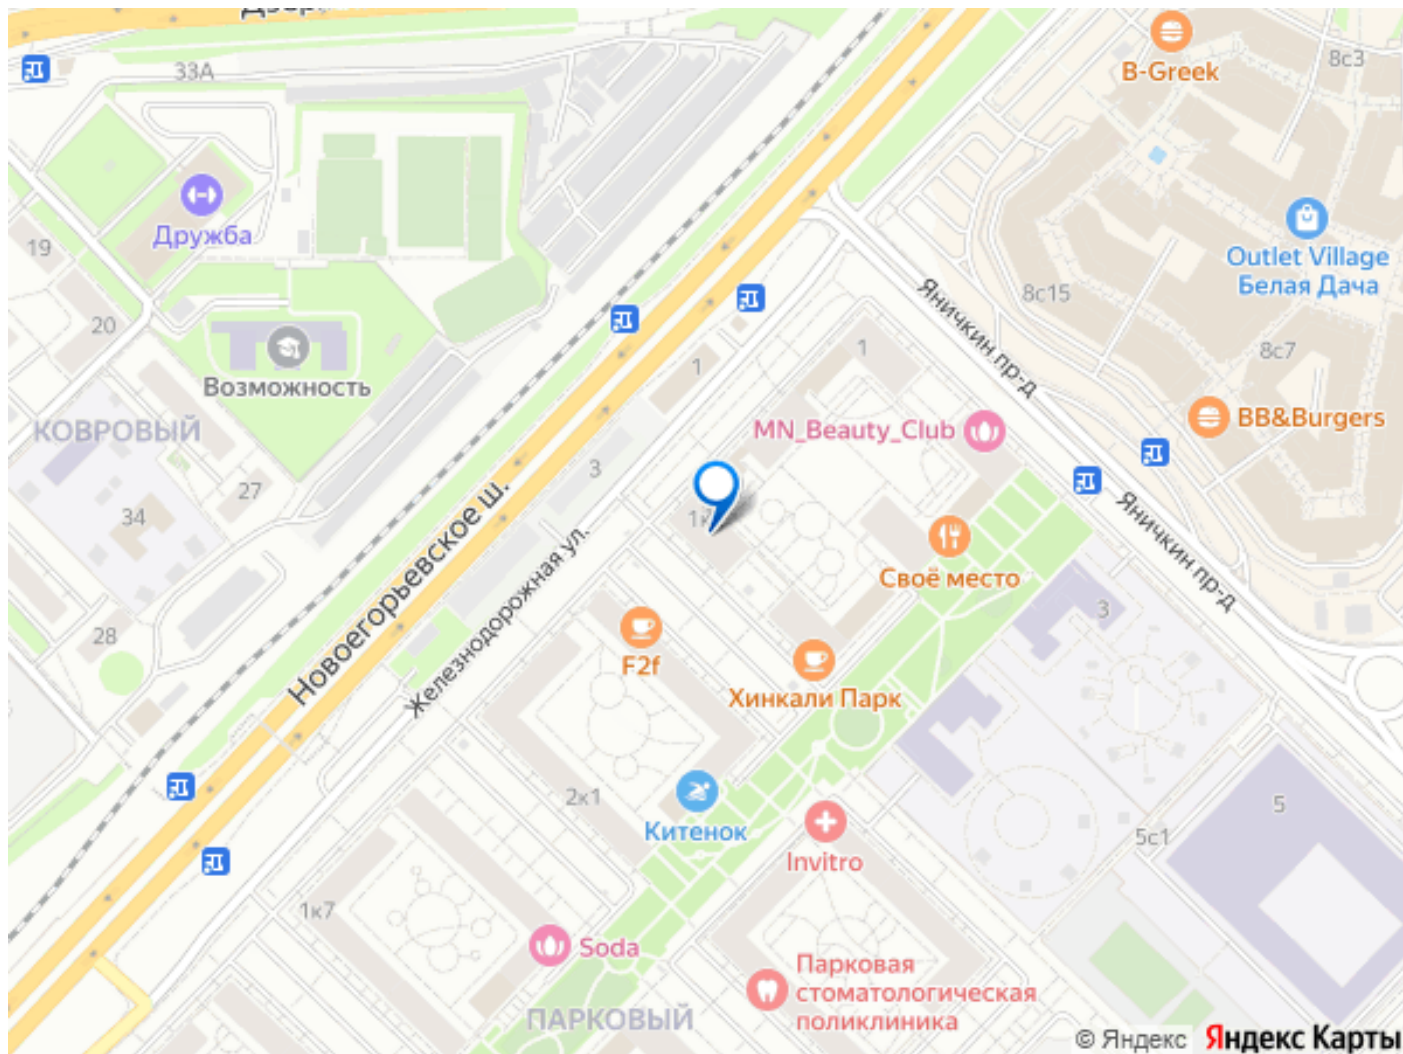 33А
B-Greek
8с3
Дружба
19
Outlet Village
Белая Дача
8с15
20
Яничкин пр-д
8с7
1
1
Возможность
КОВРОВЫЙ
MN_Beauty_Club
BB&Burgers
3
27
34
Новоегорьевское ш.
Яничкин пр-д
Своё место
Железнодорожная ул.
3
28
F2f
Хинкали Парк
2к1
5
Китенок
5с1
Invitro
1к7
Soda
Парковая
стоматологическая
поликлиника
ПАРКОВЫЙ
© Яндекс Яндекс Карты